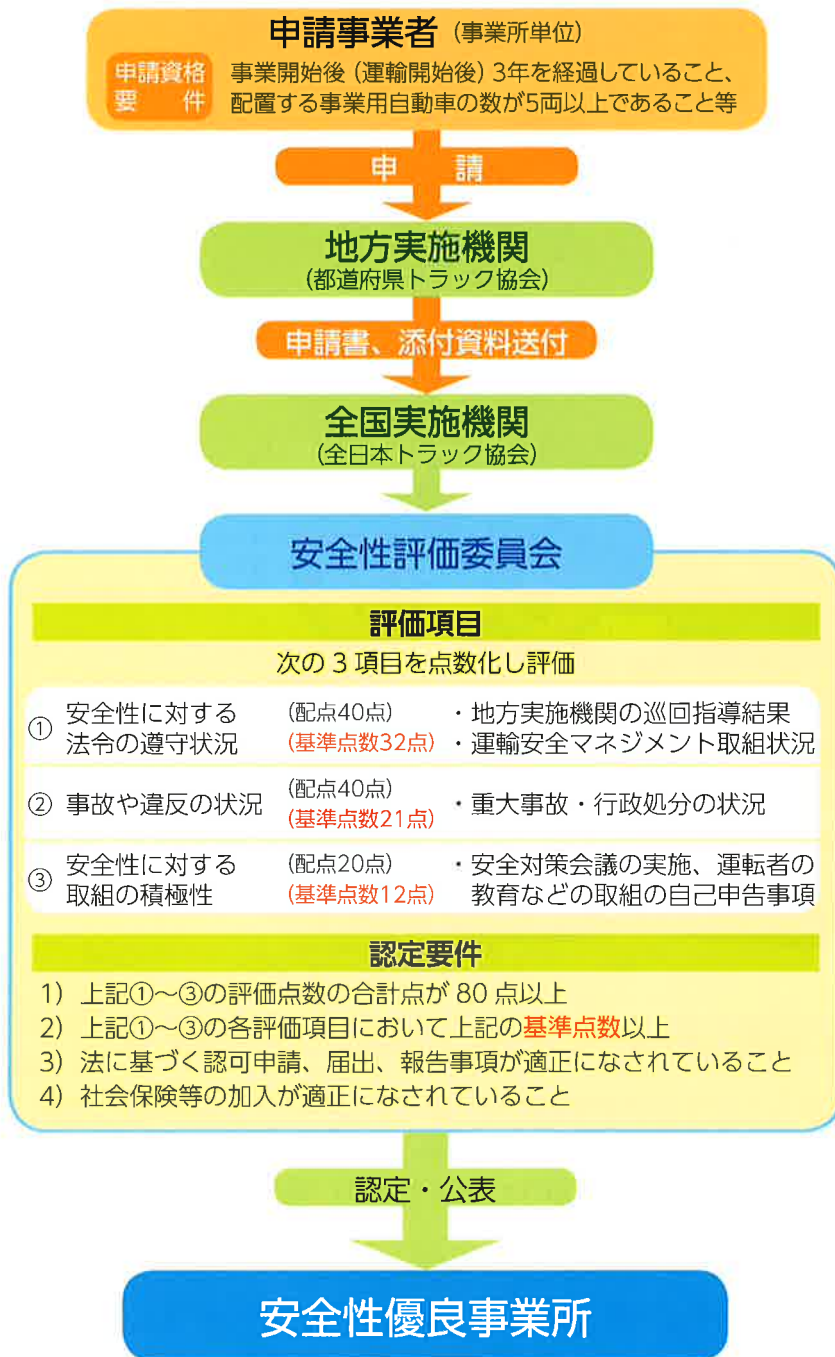 申請事業者(事業所単位)
申請資格要件
事業開始後(運輸開始後)3年を経過していること、
配置する事業用自動車の数が5両以上であること等
申請
地方実施機関
(都道府県トラック協会)
申請書、添付資料送付
全国実施機関
(全日本トラック協会)
安全性評価委員会
評価項目
次の3項目を点数化し評価
① 安全性に対する法令の遵守状況
(配点40点)
(基準点数32点)
・地方実施機関の巡回指導結果
・運輸安全マネジメント取組状況
② 事故や違反の状況
(配点40点)
(基準点数21点)
・重大事故・行政処分の状況
③ 安全性に対する取組の積極性
(配点20点)
(基準点数12点)
・安全対策会議の実施、運転者の
教育などの取組の自己申告事項
認定要件
1)上記①〜③の評価点数の合計点が 80 点以上
2)上記①〜③の各評価項目において上記の基準点数以上
3)法に基づく認可申請、届出、報告事項が適正になされていること
4)社会保険等の加入が適正になされていること
認定・公表
安全性優良事業所